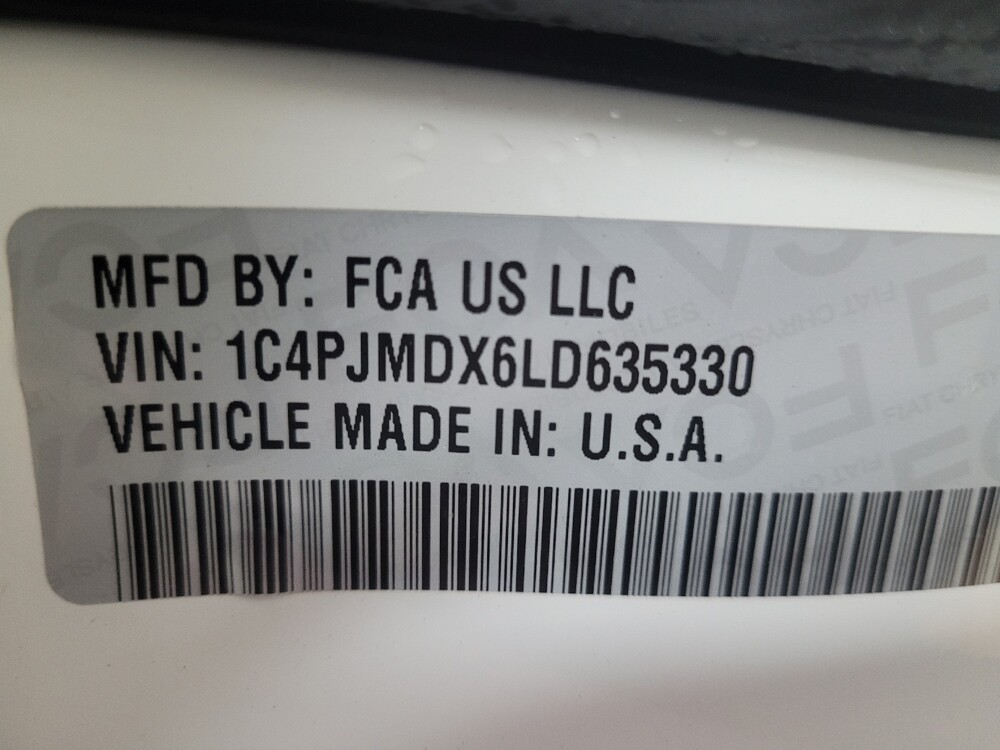 MFD BY: FCA US LLC
VIN: 1C4PJMDX6LD635330
VEHICLE MADE IN: U.S.A.